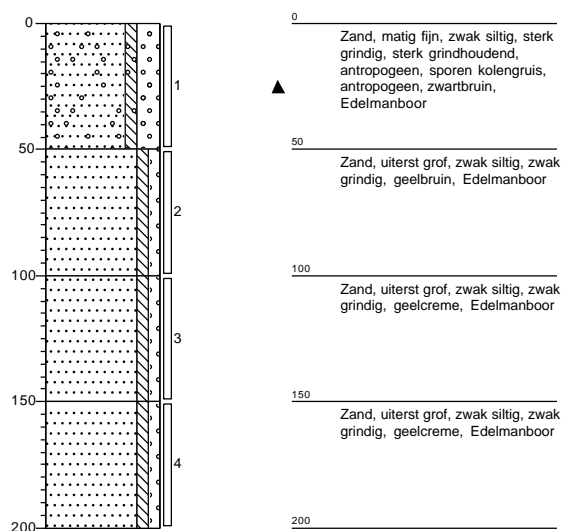 0
50
100
150
200
1
2
3
4
0
Zand, matig fijn, zwak siltig, sterk
grindig, sterk grindhoudend,
antropogeen, sporen kolengruis,
antropogeen, zwartbruin,
Edelmanboor
50
Zand, uiterst grof, zwak siltig, zwak
grindig, geelbruin, Edelmanboor
100
Zand, uiterst grof, zwak siltig, zwak
grindig, geelcreme, Edelmanboor
150
Zand, uiterst grof, zwak siltig, zwak
grindig, geelcreme, Edelmanboor
200